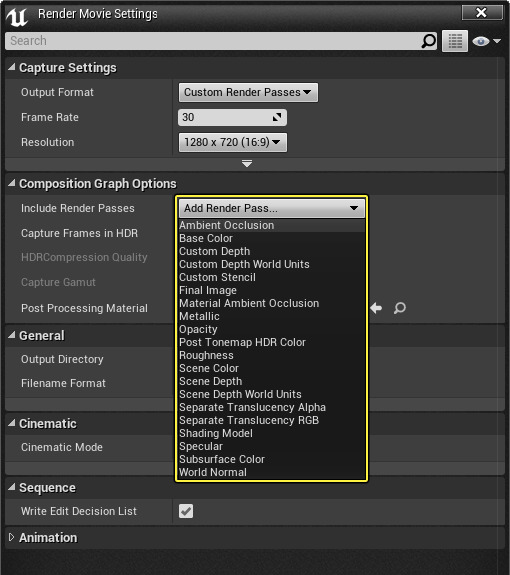 Render Movie Settings
Search
Capture Settings
Output Format Custom Render Passes
Frame Rate 30
Resolution 1280 x 720 (16:9)
Composition Graph Options
Include Render Passes Add Render Pass...
Capture Frames in HDR
HDRCompression Quality
Capture Gamut
Post Processing Material
Ambient Occlusion
Base Color
Custom Depth
Custom Depth World Units
Custom Stencil
Final Image
Material Ambient Occlusion
Metallic
Opacity
Post Tonemap HDR Color
Roughness
Scene Color
Scene Depth
Scene Depth World Units
Separate Translucency Alpha
Separate Translucency RGB
Shading Model
Specular
Subsurface Color
World Normal
General
Output Directory
Filename Format
Cinematic
Cinematic Mode
Sequence
Write Edit Decision List
Animation